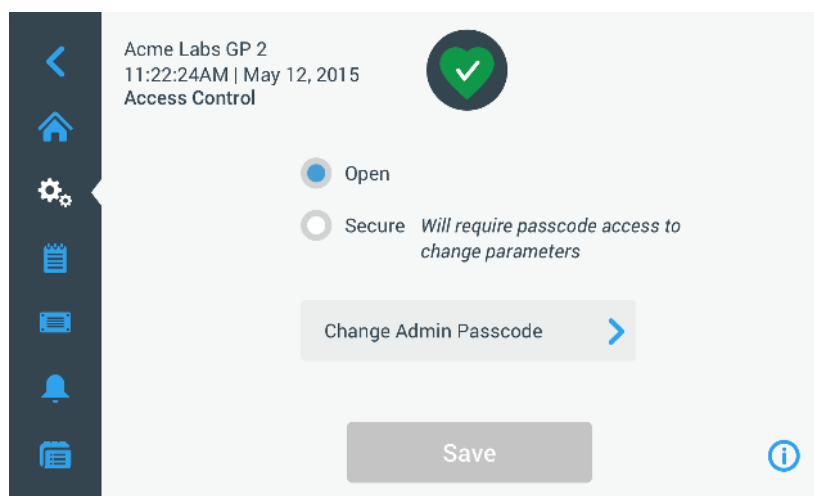 Acme Labs GP 2
11:22:24AM | May 12, 2015
Access Control
Open
Secure Will require passcode access to
change parameters
Change Admin Passcode
Save